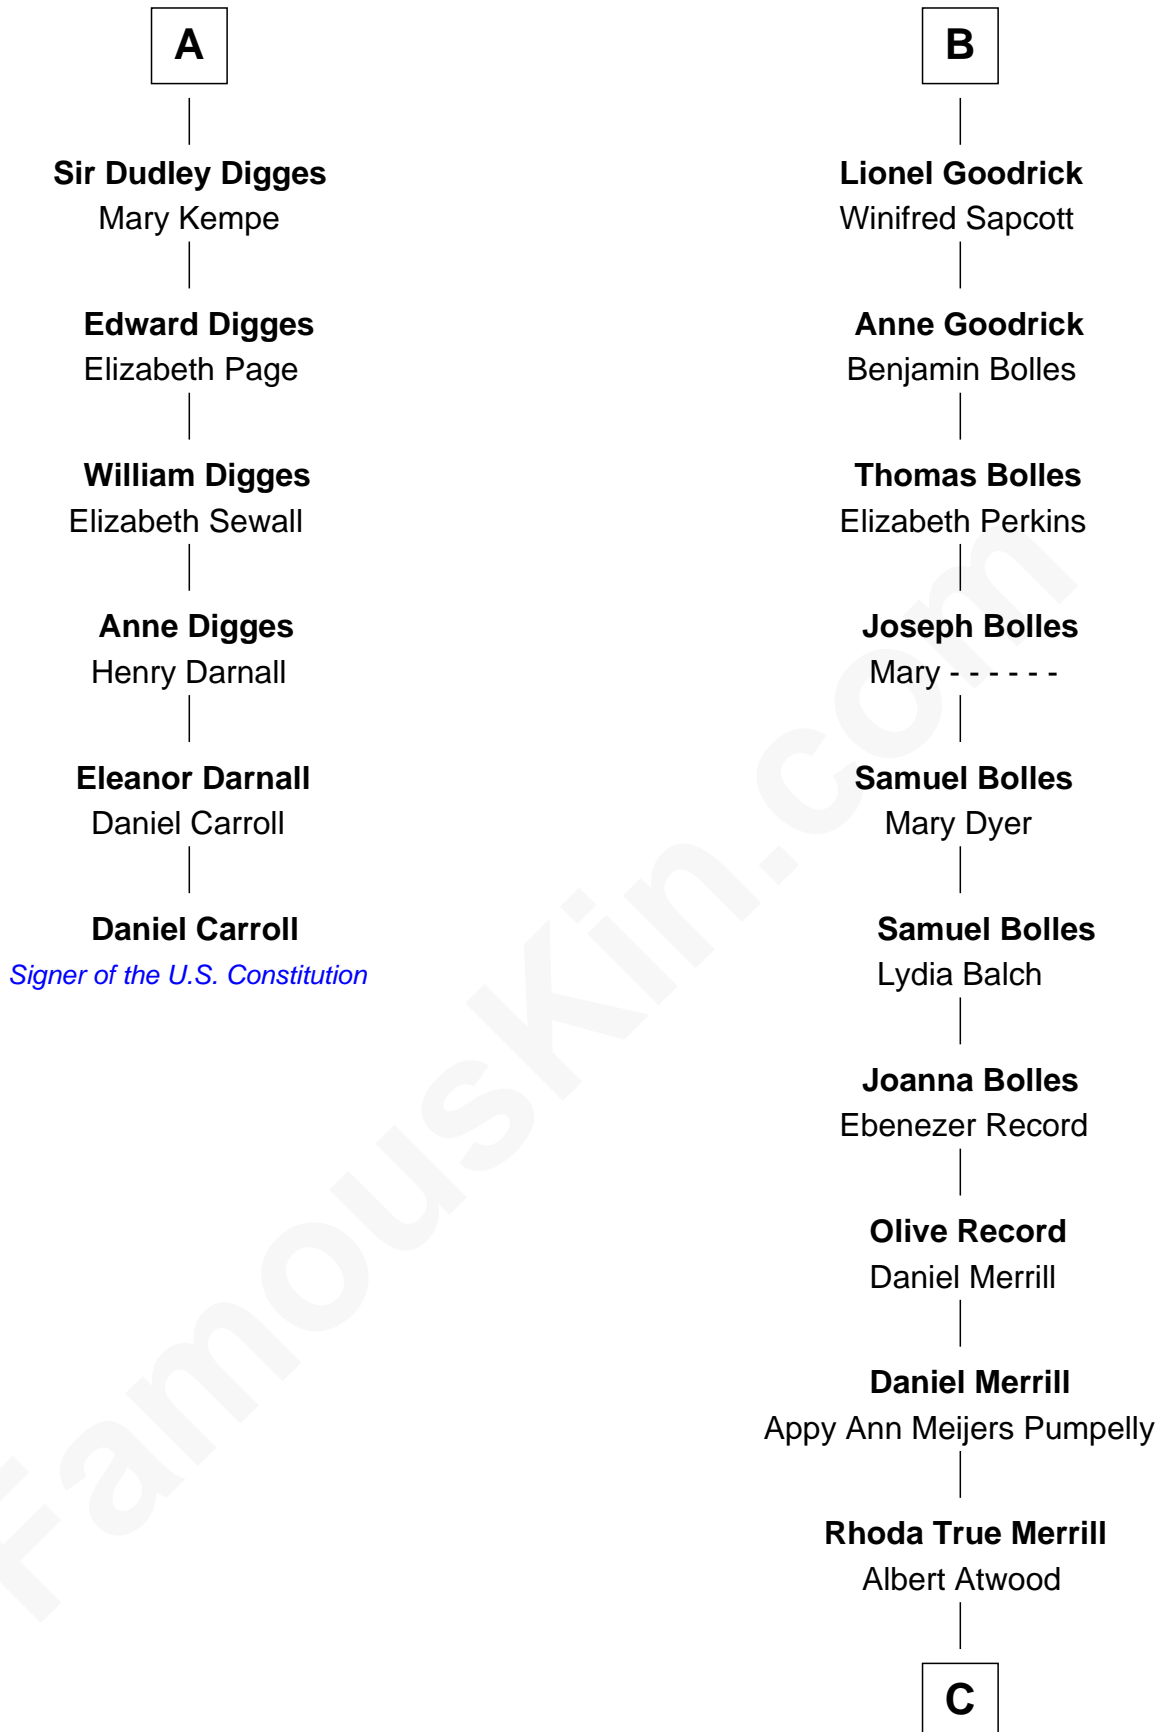 A
Sir Dudley Digges
Mary Kempe
Edward Digges
Elizabeth Page
William Digges
Elizabeth Sewall
Anne Digges
Henry Darnall
Eleanor Darnall
Daniel Carroll
Daniel Carroll
Signer of the U.S. Constitution
B
Lionel Goodrick
Winifred Sapcott
Anne Goodrick
Benjamin Bolles
Thomas Bolles
Elizabeth Perkins
Joseph Bolles
Mary - - - - - -
Samuel Bolles
Mary Dyer
Samuel Bolles
Lydia Balch
Joanna Bolles
Ebenezer Record
Olive Record
Daniel Merrill
Daniel Merrill
Appy Ann Meijers Pumpelly
Rhoda True Merrill
Albert Atwood
C
FamousKin.com